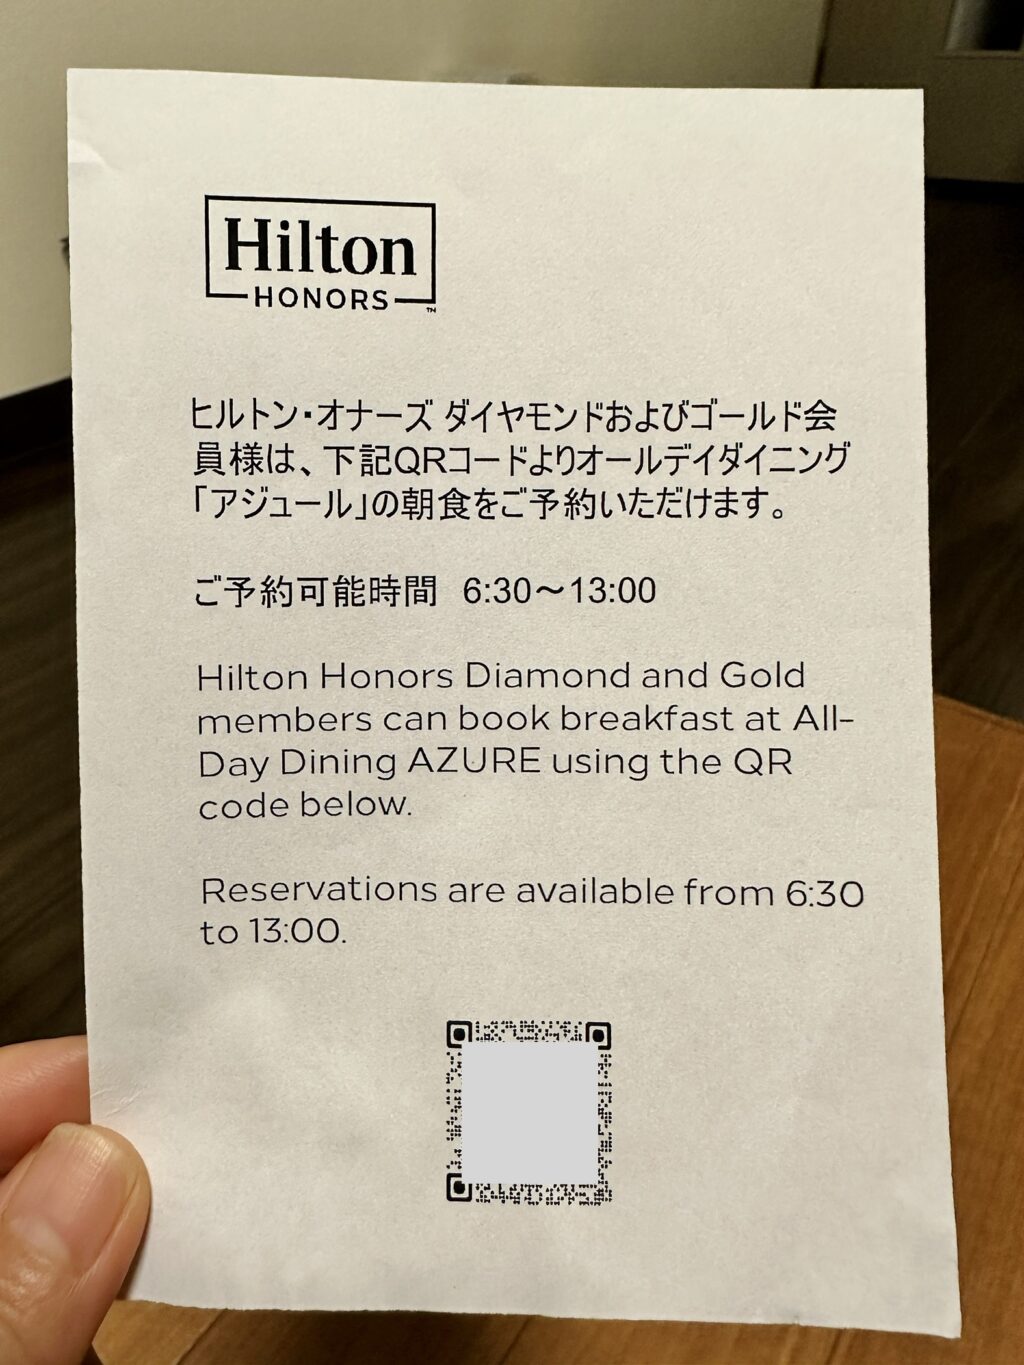 Hilton
HONORS™
ヒルトン・オナーズ ダイヤモンドおよびゴールド会
員様は、下記QRコードよりオールデイダイニング
「アジュール」の朝食をご予約いただけます。
ご予約可能時間 6:30～13:00
Hilton Honors Diamond and Gold
members can book breakfast at All-
Day Dining AZURE using the QR
code below.
Reservations are available from 6:30
to 13:00.